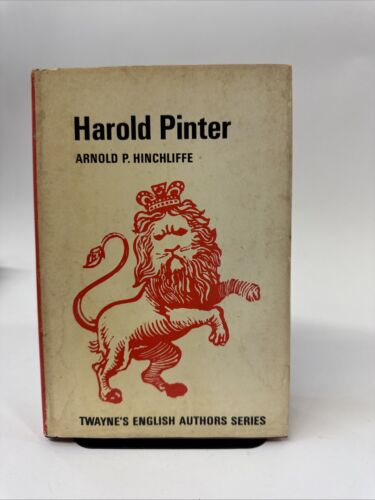 Harold Pinter
ARNOLD P. HINCHLIFFE
TWAYNE'S ENGLISH AUTHORS SERIES